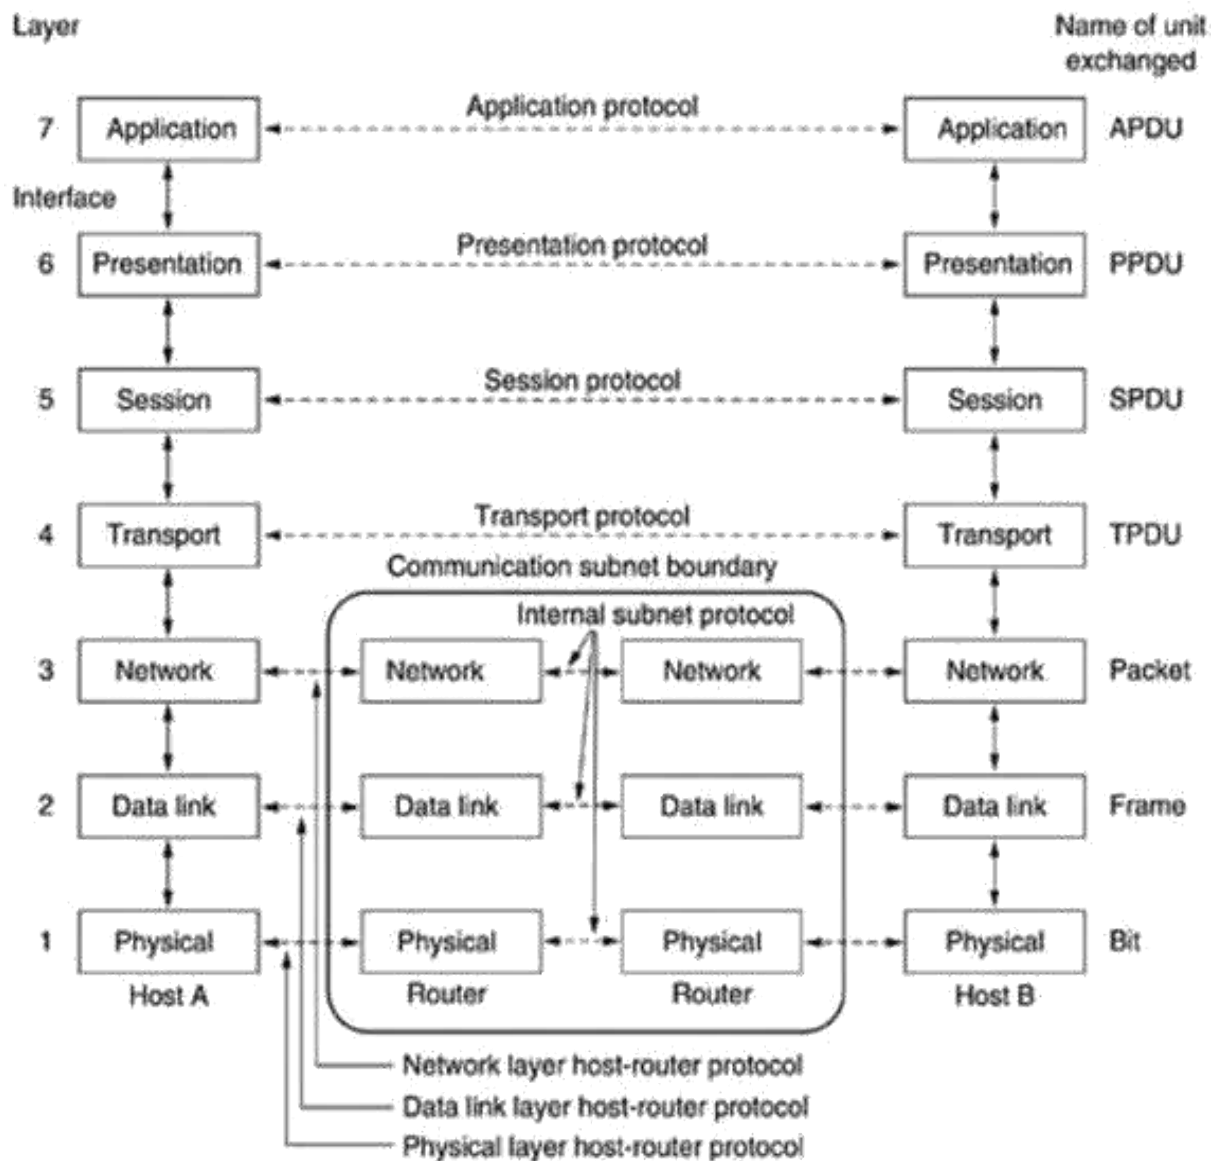 Layer
Name of unit
exchanged
7 Application Application protocol Application APDU
Interface
6 Presentation Presentation protocol Presentation PPDU
5 Session Session protocol Session SPDU
4 Transport Transport protocol Transport TPDU
Communication subnet boundary
Internal subnet protocol
3 Network Network Network Network Packet
2 Data link Data link Data link Data link Frame
1 Physical Physical Physical Physical Bit
Host A Router Router Host B
Network layer host-router protocol
Data link layer host-router protocol
Physical layer host-router protocol